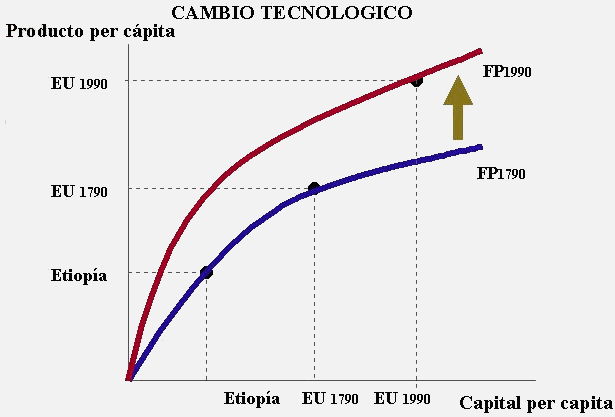 CAMBIO TECNOLOGICO
Producto per cápita
EU 1990
FP1990
EU 1790
FP1790
Etiopía
Etiopía EU 1790 EU 1990
Capital per capita